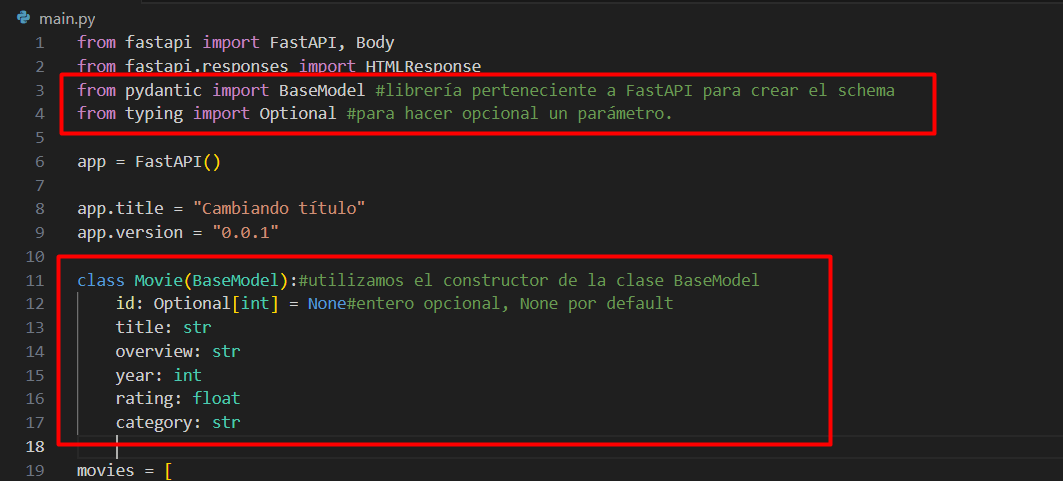 main.py
1 from fastapi import FastAPI, Body
2 from fastapi.responses import HTMLResponse
3 from pydantic import BaseModel #librería perteneciente a FastAPI para crear el schema
4 from typing import Optional #para hacer opcional un parámetro.
5
6 app = FastAPI()
7
8 app.title = "Cambiando título"
9 app.version = "0.0.1"
10
11 class Movie(BaseModel):#utilizamos el constructor de la clase BaseModel
12     id: Optional[int] = None#entero opcional, None por default
13     title: str
14     overview: str
15     year: int
16     rating: float
17     category: str
18
19 movies = [